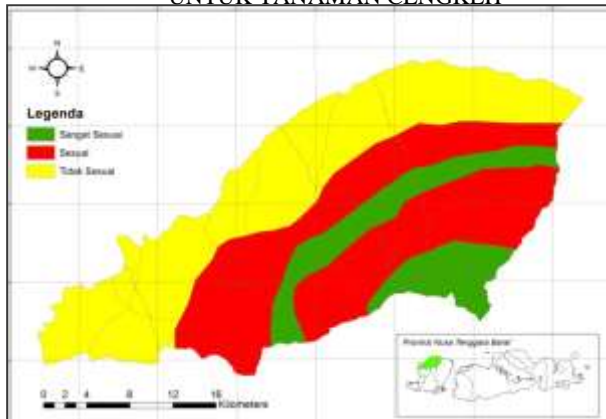 UNTUK TANAMAN CENGKEH
N
W E
S
Legenda
Sangat Sesuai
Sesuai
Tidak Sesuai
Provinsi Nusa Tenggara Barat
0 2 4 8 12 16
Kilometers